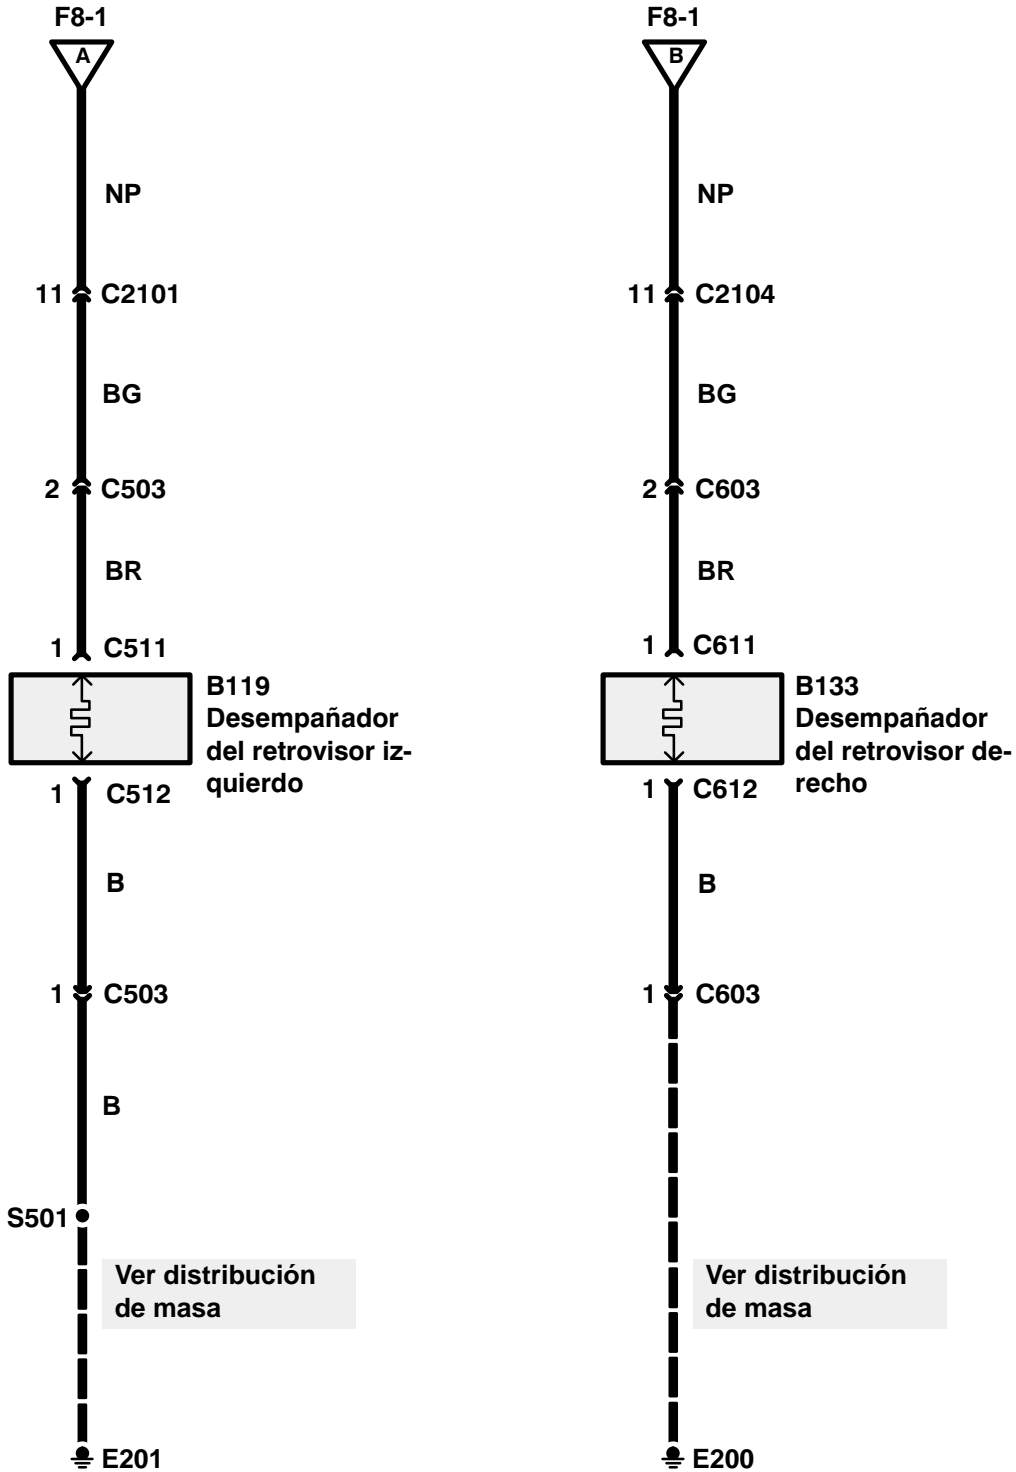 F8-1
A
NP
11 C2101
BG
2 C503
BR
1 C511
B119
Desempañador
del retrovisor iz-
quierdo
1 C512
B
1 C503
B
S501
Ver distribución
de masa
E201
F8-1
B
NP
11 C2104
BG
2 C603
BR
1 C611
B133
Desempañador
del retrovisor de-
recho
1 C612
B
1 C603
Ver distribución
de masa
E200